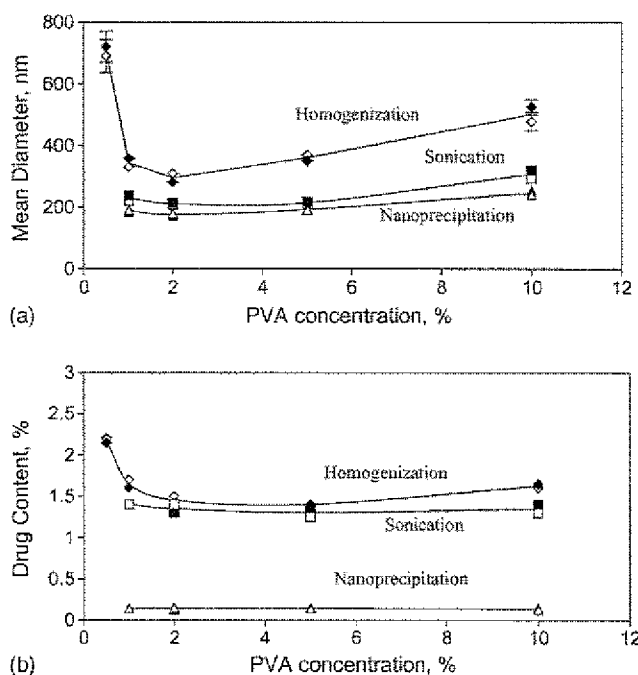 800
600
400
200
0
Mean Diameter, nm
Homogenization
Sonication
Nanoprecipitation
0 2 4 6 8 10 12
(a) PVA concentration, %
3
2.5
2
1.5
1
0.5
0
Drug Content, %
Homogenization
Sonication
Nanoprecipitation
0 2 4 6 8 10 12
(b) PVA concentration, %